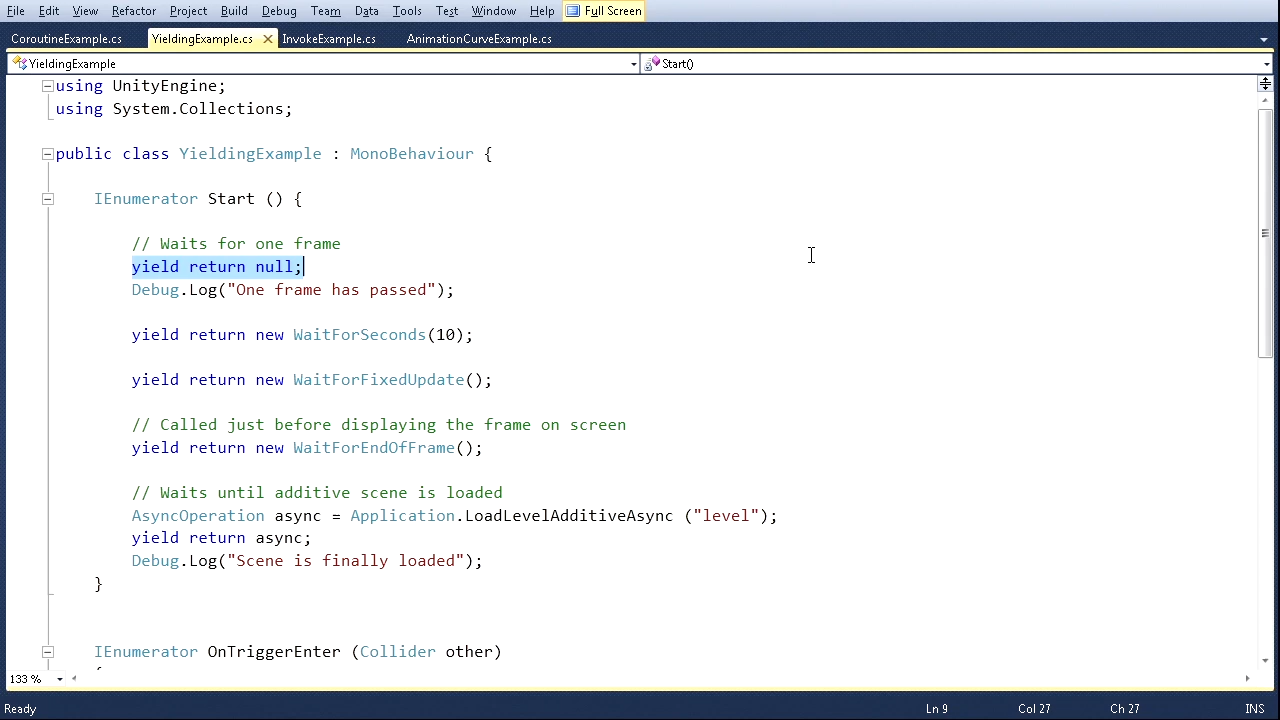 File Edit View Refactor Project Build Debug Team Data Tools Test Window Help Full Screen
CoroutineExample.cs YieldingExample.cs InvokeExample.cs AnimationCurveExample.cs
YieldingExample Start()
using UnityEngine;
using System.Collections;
public class YieldingExample : MonoBehaviour {
IEnumerator Start () {
// Waits for one frame
yield return null;
Debug.Log("One frame has passed");
yield return new WaitForSeconds(10);
yield return new WaitForFixedUpdate();
// Called just before displaying the frame on screen
yield return new WaitForEndOfFrame();
// Waits until additive scene is loaded
AsyncOperation async = Application.LoadLevelAdditiveAsync ("level");
yield return async;
Debug.Log("Scene is finally loaded");
}
IEnumerator OnTriggerEnter (Collider other)
{
133 %
Ready Ln 9 Col 27 Ch 27 INS